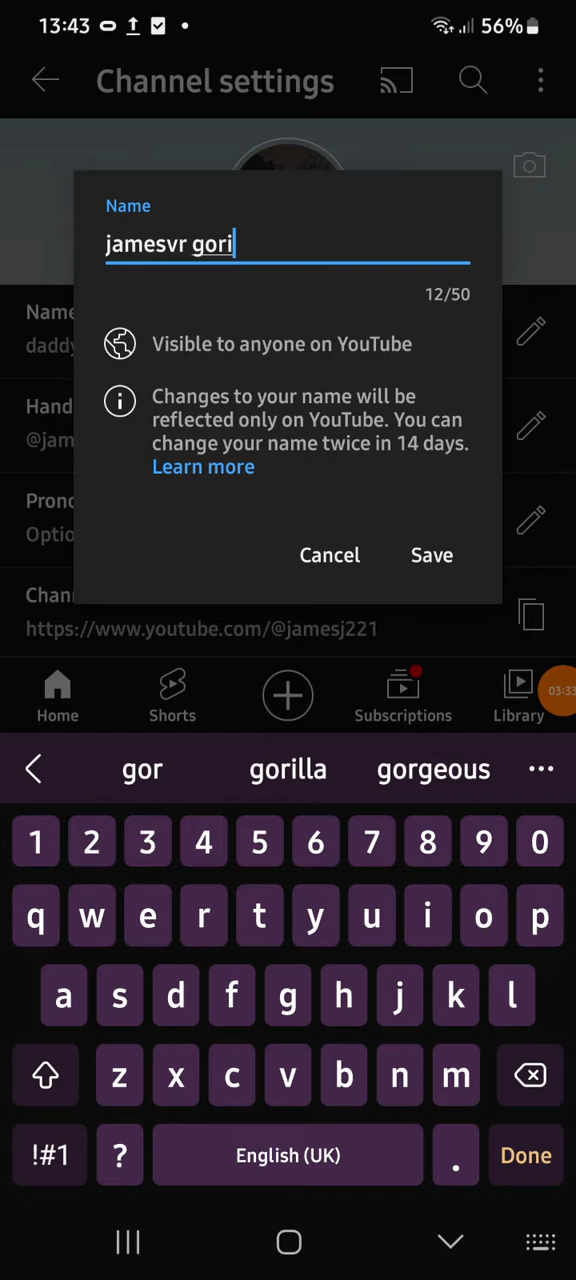 13:43
56%
Channel settings
Name
jamesvr gori
12/50
Visible to anyone on YouTube
Changes to your name will be
reflected only on YouTube. You can
change your name twice in 14 days.
Learn more
Cancel
Save
Name
daddy
Hand
@jam
Prono
Optio
Chan
https://www.youtube.com/@jamesj221
Home
Shorts
Subscriptions
Library
03:33
gor
gorilla
gorgeous
1 2 3 4 5 6 7 8 9 0
q w e r t y u i o p
a s d f g h j k l
z x c v b n m
!#1 ? English (UK) . Done